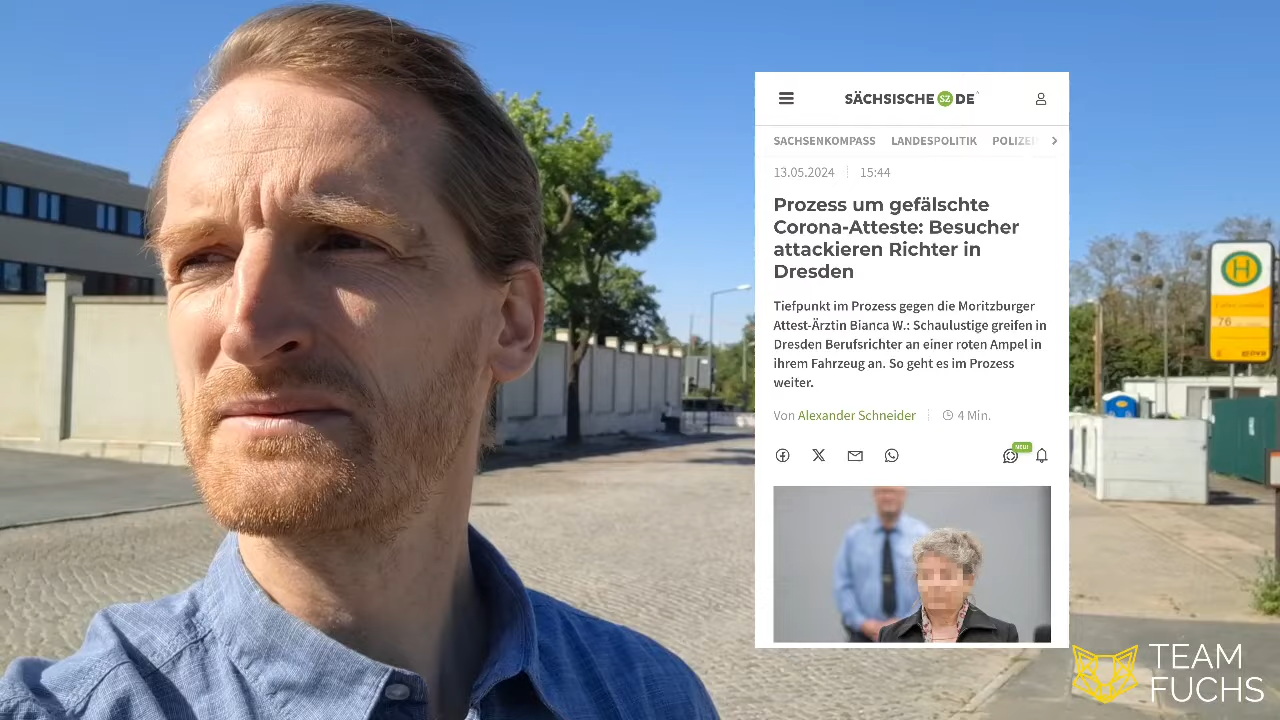 SÄCHSISCHE SZ DE
SACHSENKOMPASS LANDESPOLITIK POLIZEI
13.05.2024 15:44
Prozess um gefälschte
Corona-Atteste: Besucher
attackieren Richter in
Dresden
Tiefpunkt im Prozess gegen die Moritzburger
Attest-Ärztin Bianca W.: Schaulustige greifen in
Dresden Berufsrichter an einer roten Ampel in
ihrem Fahrzeug an. So geht es im Prozess
weiter.
Von Alexander Schneider 4 Min.
NEU!
H
76
DVB
TEAM
FUCHS